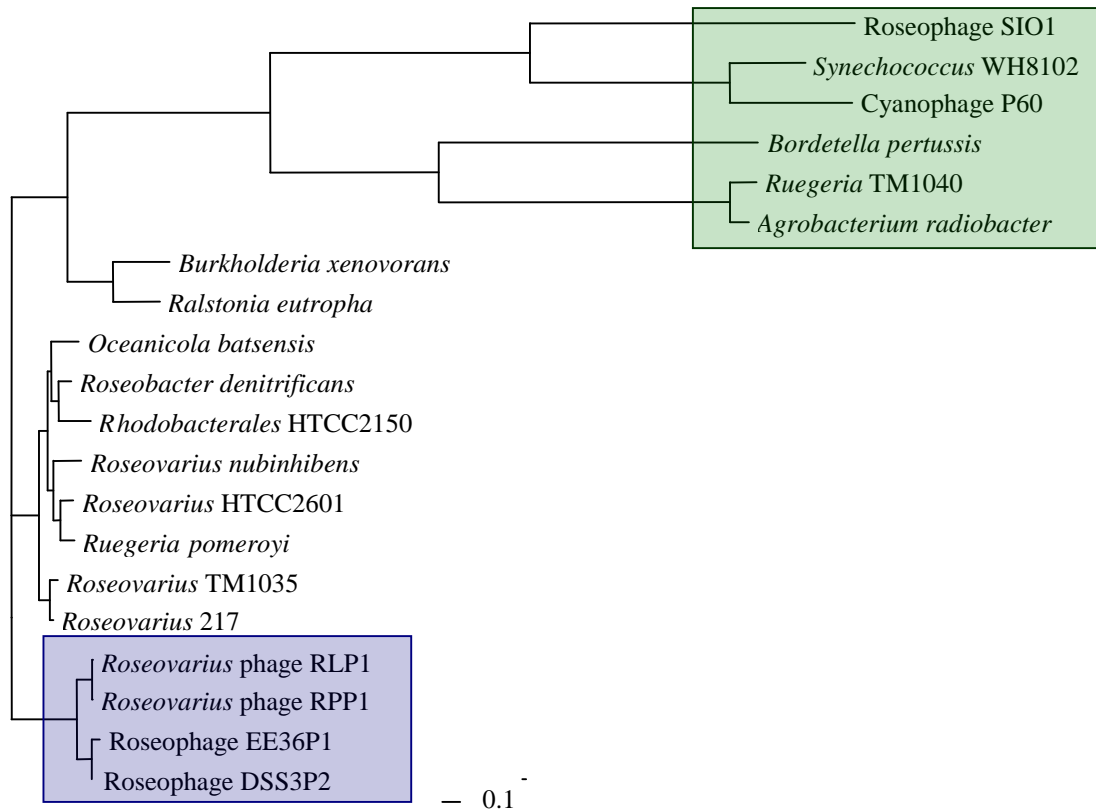 Roseophage SIO1
Synechococcus WH8102
Cyanophage P60
Bordetella pertussis
Ruegeria TM1040
Agrobacterium radiobacter
Burkholderia xenovorans
Ralstonia eutropha
Oceanicola batsensis
Roseobacter denitrificans
Rhodobacterales HTCC2150
Roseovarius nubinhibens
Roseovarius HTCC2601
Ruegeria pomeroyi
Roseovarius TM1035
Roseovarius 217
Roseovarius phage RLP1
Roseovarius phage RPP1
Roseophage EE36P1
Roseophage DSS3P2
0.1